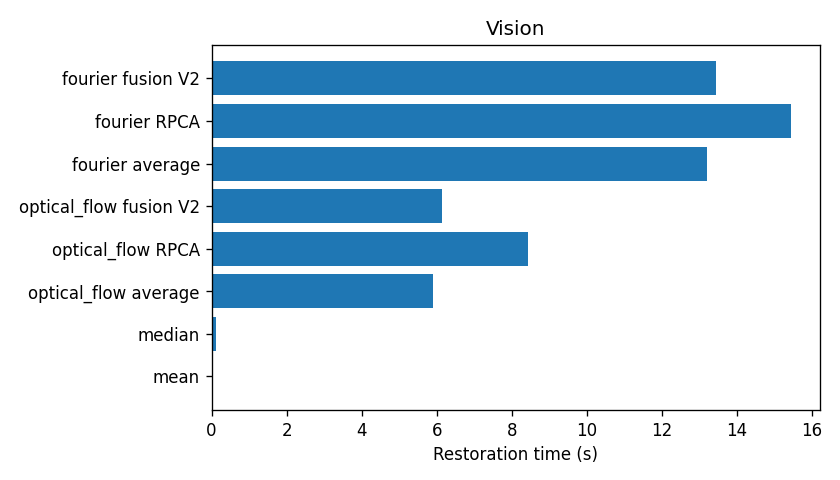 Vision
fourier fusion V2
fourier RPCA
fourier average
optical_flow fusion V2
optical_flow RPCA
optical_flow average
median
mean
0 2 4 6 8 10 12 14 16
Restoration time (s)